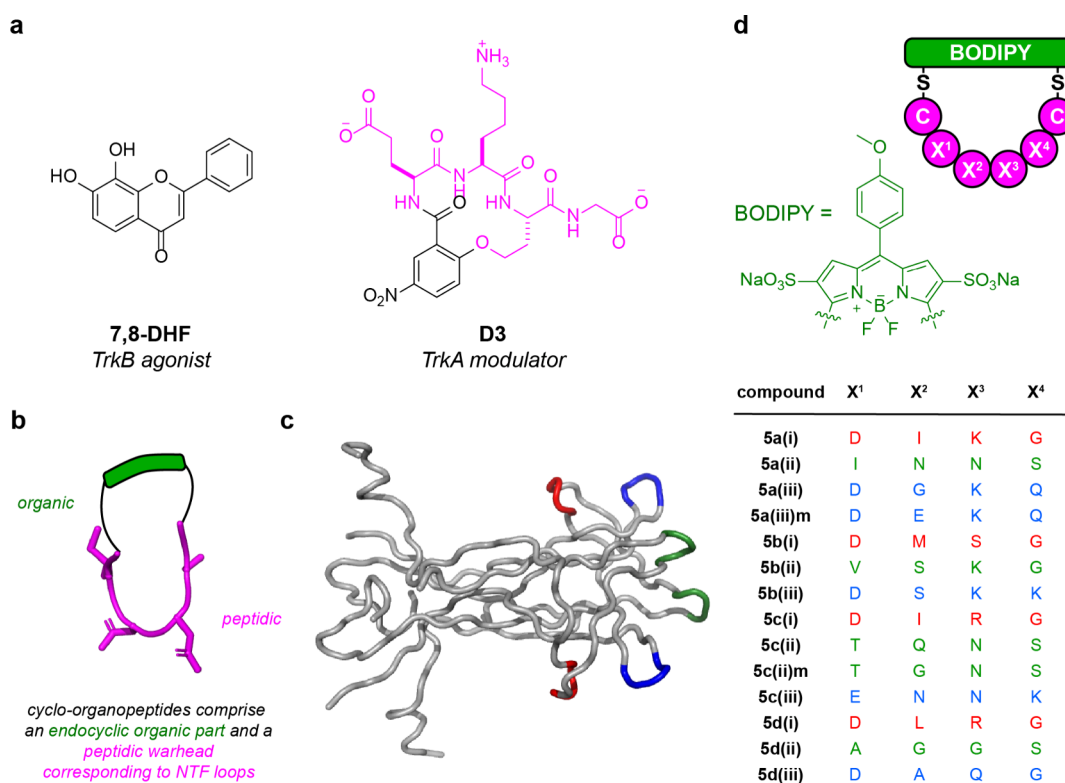 a
OH
HO
O
O
7,8-DHF
TrkB agonist
+
NH3
O
-O
O
O
N
H
HN
O
NH
O
O
N
H
O-
O
O2N
D3
TrkA modulator
b
organic
peptidic
cyclo-organopeptides comprise
an endocyclic organic part and a
peptidic warhead
corresponding to NTF loops
c
d
BODIPY
S S
C C
X1 X4
X2 X3
O
BODIPY =
NaO3S SO3Na
N B N
+ -
F F
compound X1 X2 X3 X4
5a(i) D I K G
5a(ii) I N N S
5a(iii) D G K Q
5a(iii)m D E K Q
5b(i) D M S G
5b(ii) V S K G
5b(iii) D S K K
5c(i) D I R G
5c(ii) T Q N S
5c(ii)m T G N S
5c(iii) E N N K
5d(i) D L R G
5d(ii) A G G S
5d(iii) D A Q G